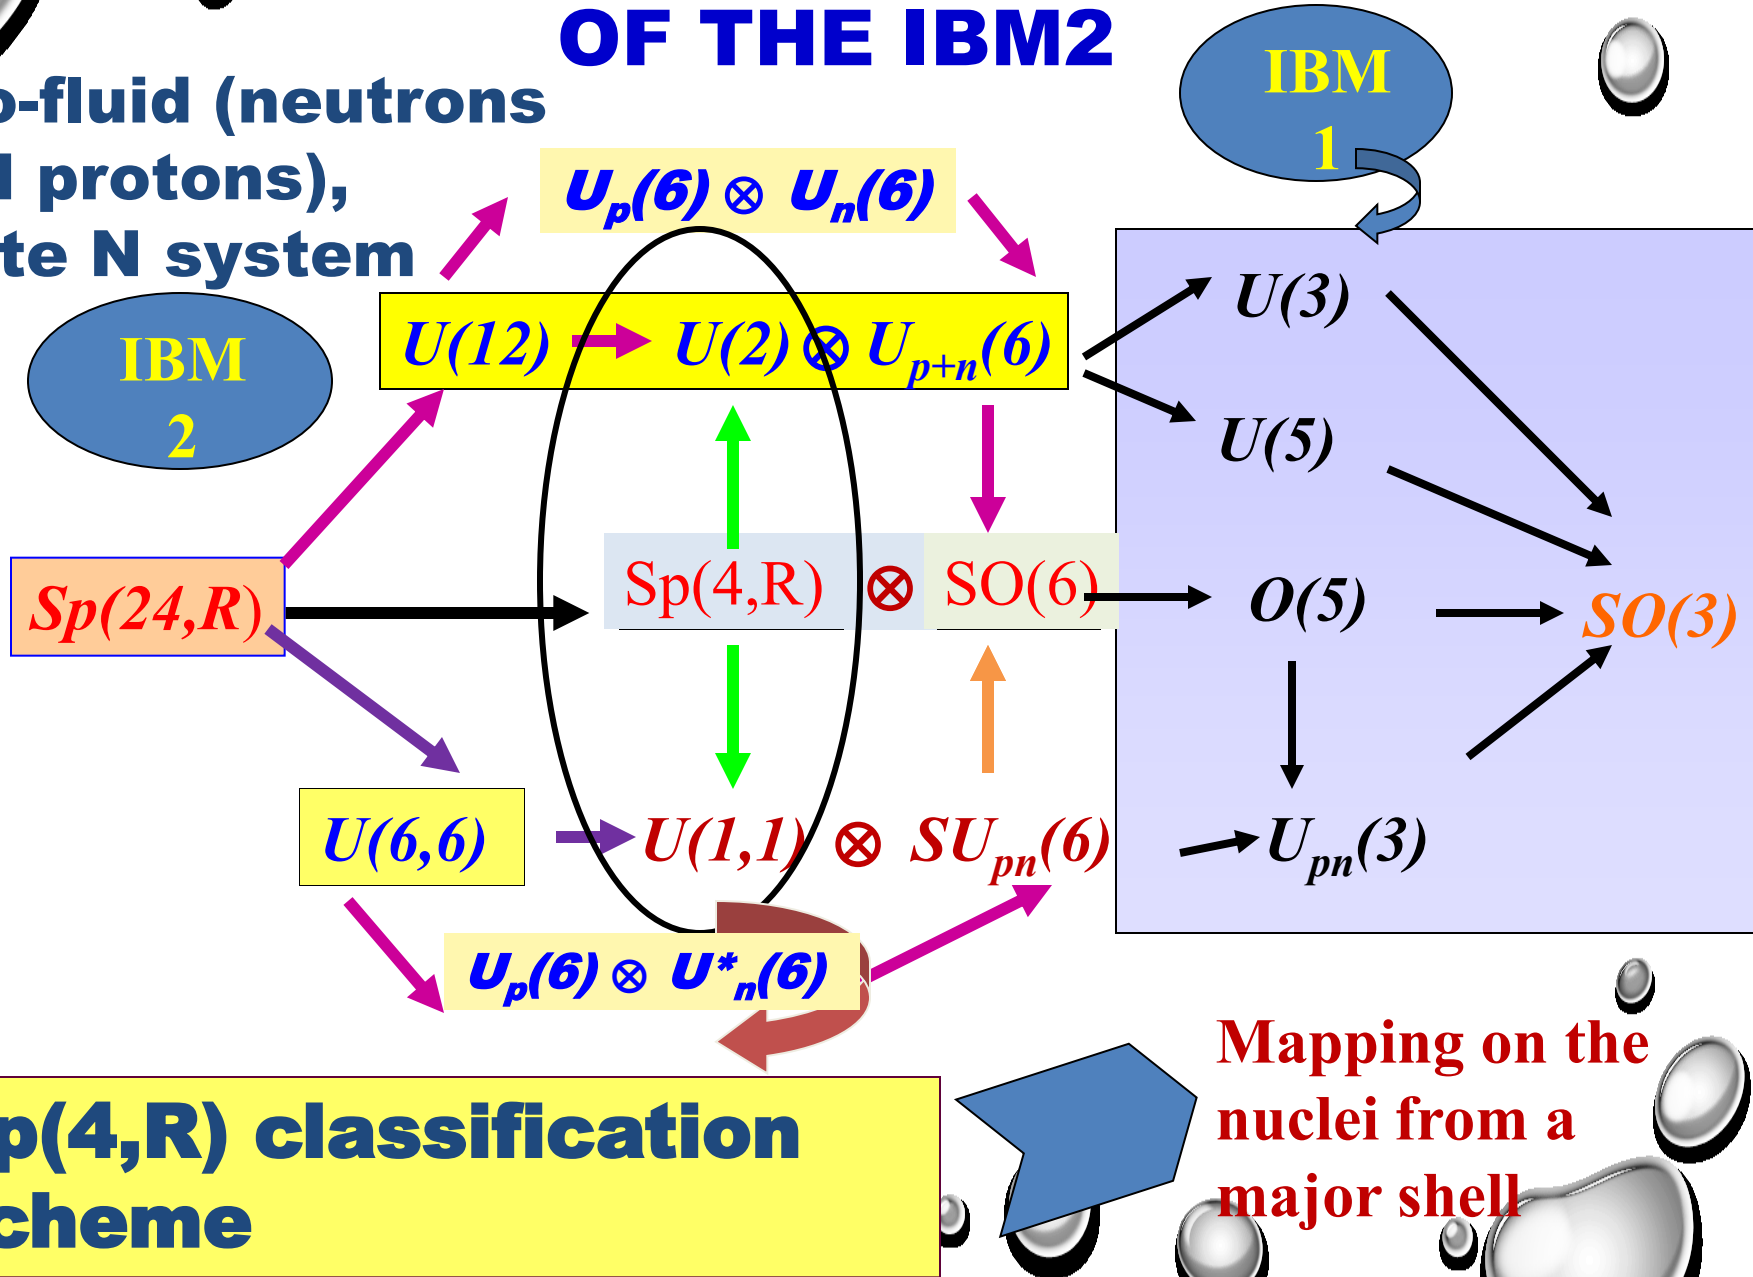 OF THE IBM2
o-fluid (neutrons
protons),
te N system
IBM
1
IBM
2
Up(6) ⊗ Un(6)
U(12) U(2) ⊗ Up+n(6)
U(3)
U(5)
Sp(24,R)
Sp(4,R) ⊗ SO(6)
O(5)
SO(3)
U(6,6)
U(1,1) ⊗ SUpn(6)
Upn(3)
Up(6) ⊗ U*n(6)
p(4,R) classification
cheme
Mapping on the
nuclei from a
major shell